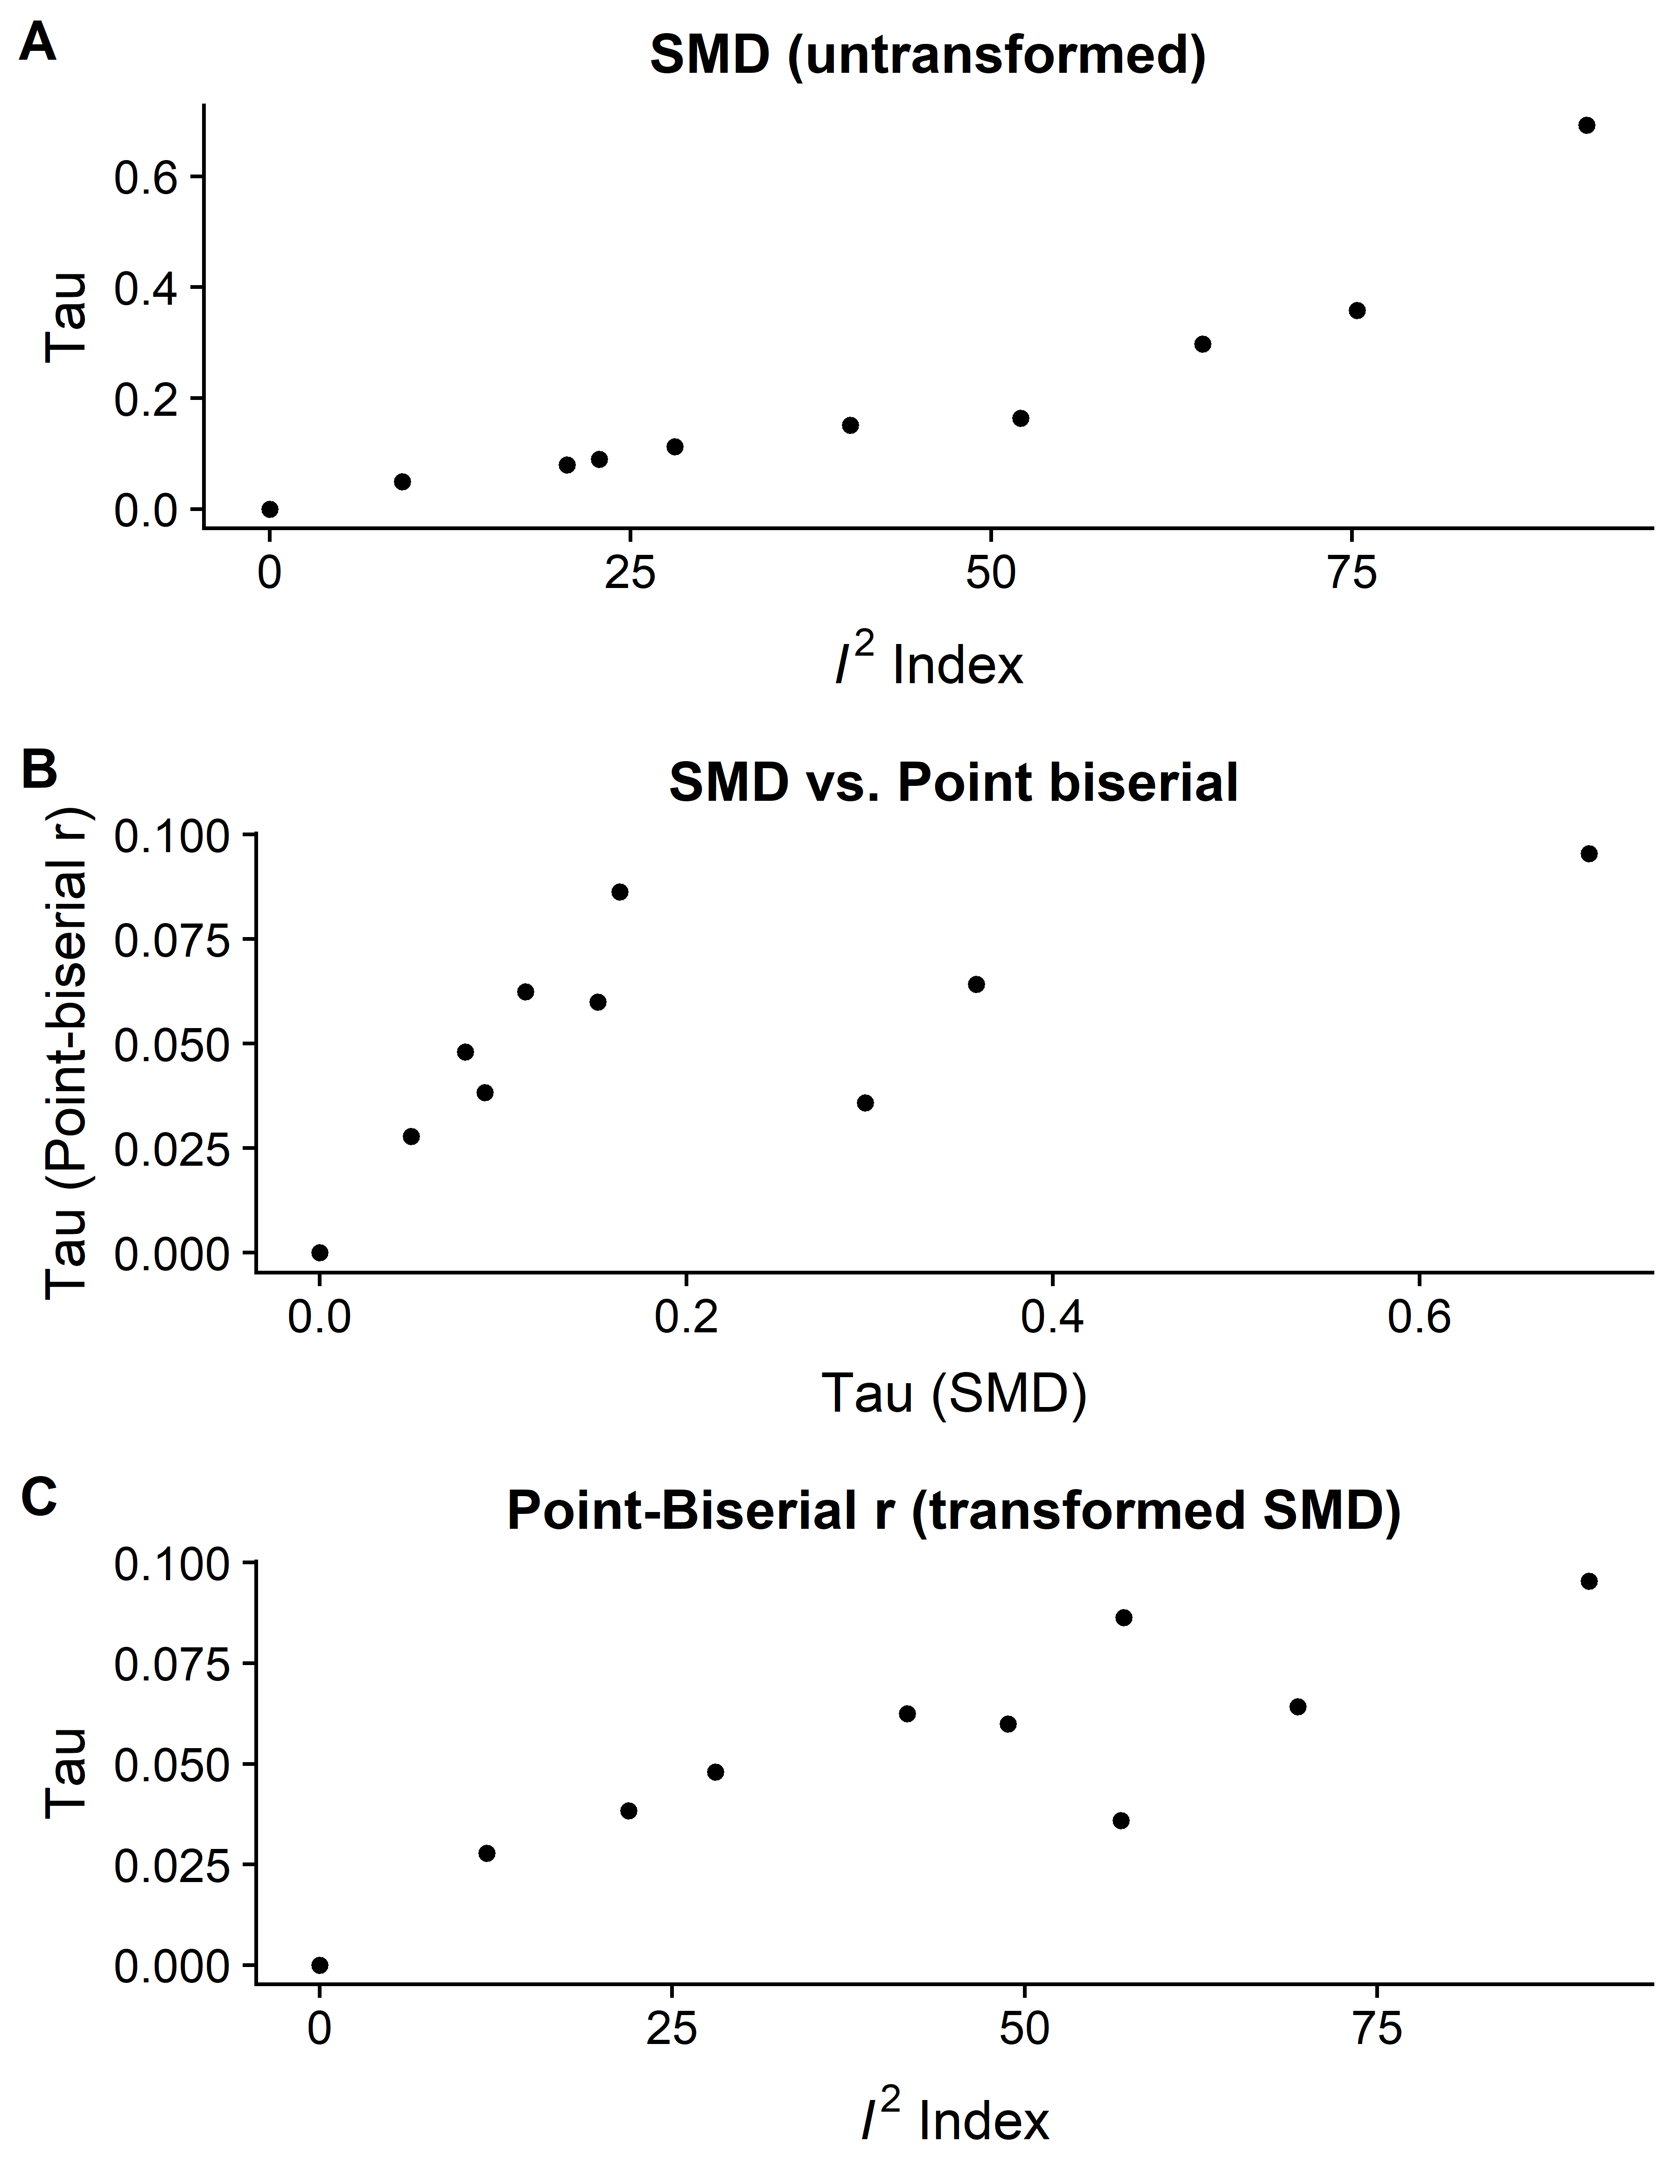 A
SMD (untransformed)
Tau
0.6
0.4
0.2
0.0
0 25 50 75
I² Index
B
SMD vs. Point biserial
Tau (Point-biserial r)
0.100
0.075
0.050
0.025
0.000
0.0 0.2 0.4 0.6
Tau (SMD)
C
Point-Biserial r (transformed SMD)
Tau
0.100
0.075
0.050
0.025
0.000
0 25 50 75
I² Index